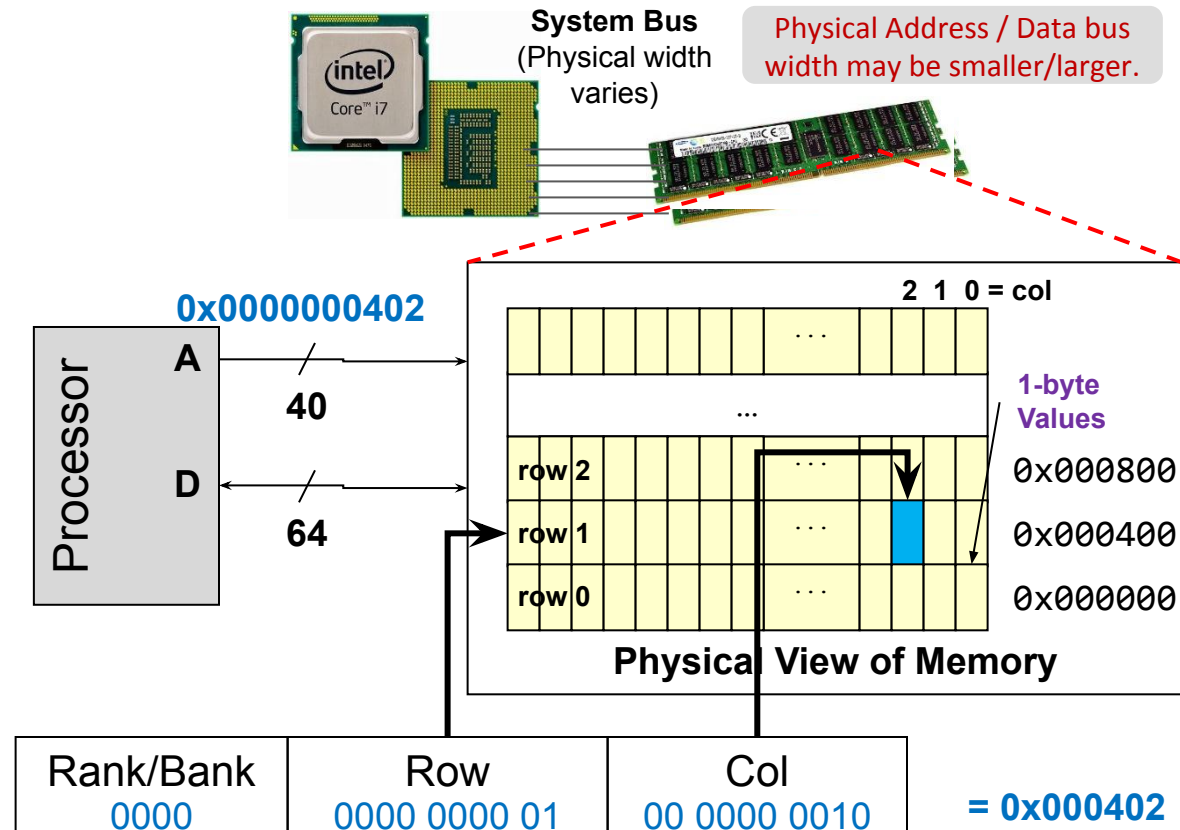 System Bus
(Physical width
varies)
Physical Address / Data bus
width may be smaller/larger.
intel
Core™ i7
0x0000000402
Processor
A
40
D
64
2 1 0 = col
...
...
1-byte
Values
row 2
...
0x000800
row 1
...
0x000400
row 0
...
0x000000
Physical View of Memory
Rank/Bank
0000
Row
0000 0000 01
Col
00 0000 0010
= 0x000402